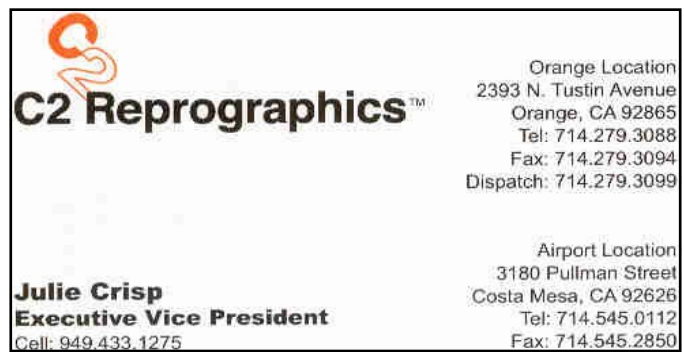 C2
C2 Reprographics™
Orange Location
2393 N. Tustin Avenue
Orange, CA 92865
Tel: 714.279.3088
Fax: 714.279.3094
Dispatch: 714.279.3099
Airport Location
3180 Pullman Street
Costa Mesa, CA 92626
Tel: 714.545.0112
Fax: 714.545.2850
Julie Crisp
Executive Vice President
Cell: 949.433.1275